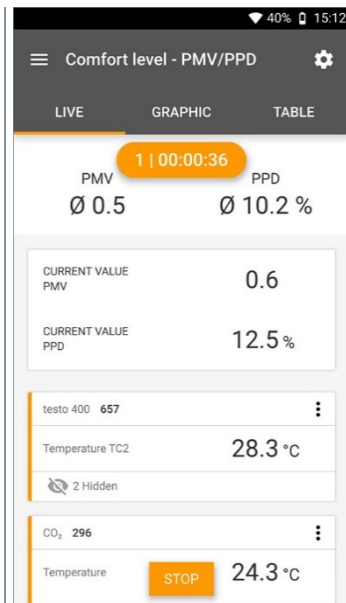 40% 15:12
Comfort level - PMV/PPD
LIVE GRAPHIC TABLE
1 | 00:00:36
PMV PPD
Ø 0.5 Ø 10.2 %
CURRENT VALUE
PMV
0.6
CURRENT VALUE
PPD
12.5 %
testo 400 657
Temperature TC2 28.3 °C
2 Hidden
CO₂ 296
Temperature STOP 24.3 °C